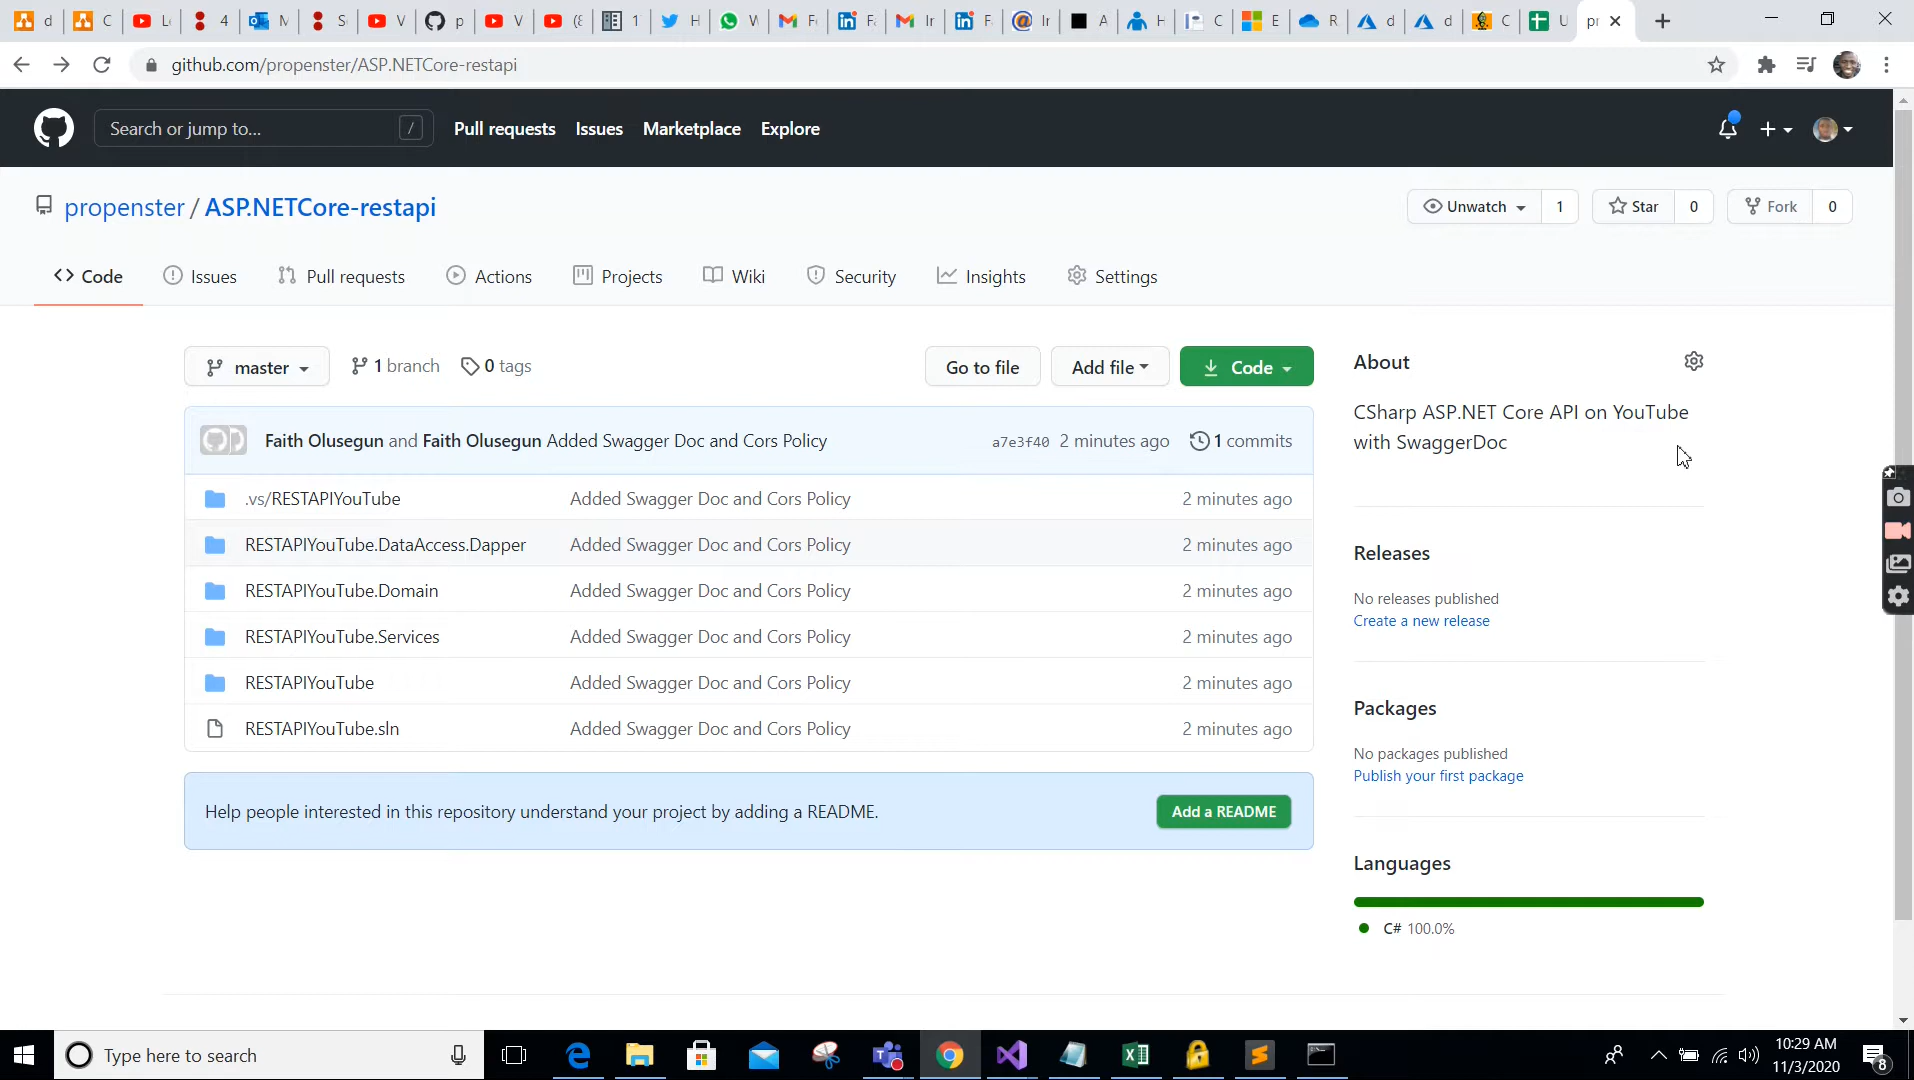 github.com/propenster/ASP.NETCore-restapi
Search or jump to... /
Pull requests Issues Marketplace Explore
propenster / ASP.NETCore-restapi
Unwatch 1 Star 0 Fork 0
Code Issues Pull requests Actions Projects Wiki Security Insights Settings
master 1 branch 0 tags Go to file Add file Code
Faith Olusegun and Faith Olusegun Added Swagger Doc and Cors Policy a7e3f40 2 minutes ago 1 commits
.vs/RESTAPIYouTube Added Swagger Doc and Cors Policy 2 minutes ago
RESTAPIYouTube.DataAccess.Dapper Added Swagger Doc and Cors Policy 2 minutes ago
RESTAPIYouTube.Domain Added Swagger Doc and Cors Policy 2 minutes ago
RESTAPIYouTube.Services Added Swagger Doc and Cors Policy 2 minutes ago
RESTAPIYouTube Added Swagger Doc and Cors Policy 2 minutes ago
RESTAPIYouTube.sln Added Swagger Doc and Cors Policy 2 minutes ago
Help people interested in this repository understand your project by adding a README. Add a README
About
CSharp ASP.NET Core API on YouTube
with SwaggerDoc
Releases
No releases published
Create a new release
Packages
No packages published
Publish your first package
Languages
C# 100.0%
Type here to search
10:29 AM
11/3/2020
8